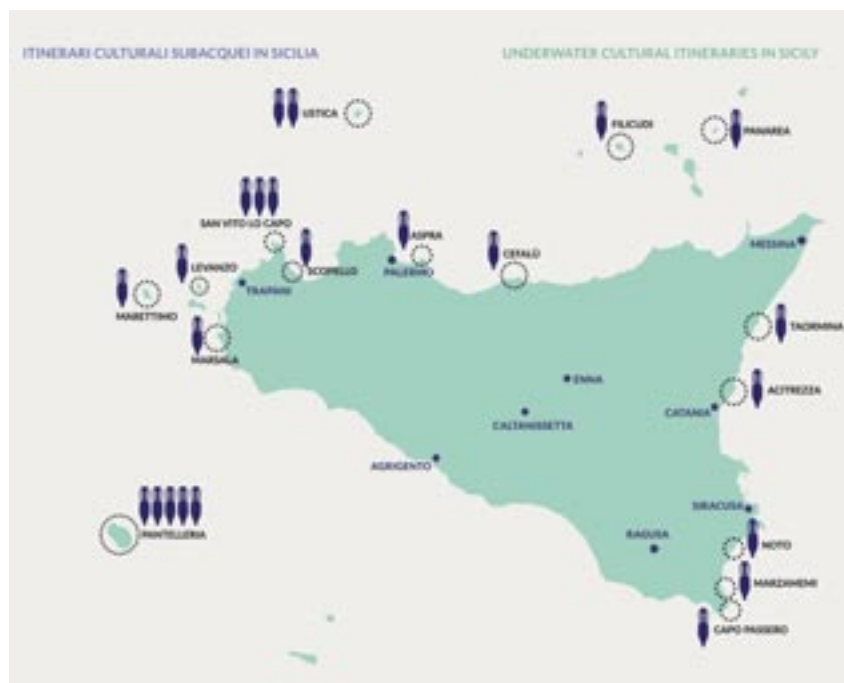 ITINERARI CULTURALI SUBACQUEI IN SICILIA
UNDERWATER CULTURAL ITINERARIES IN SICILY
USTICA
FILICUDI
PANAREA
SAN VITO LO CAPO
ASPRA
MESSINA
CEFALÙ
LEVANZO
SCOPELLO
PALERMO
TRAPANI
MARETTIMO
TAORMINA
MARSALA
ENNA
ACITREZZA
CATANIA
CALTANISSETTA
AGRIGENTO
SIRACUSA
PANTELLERIA
RAGUSA
NOTO
MARZAMEMI
CAPO PASSERO